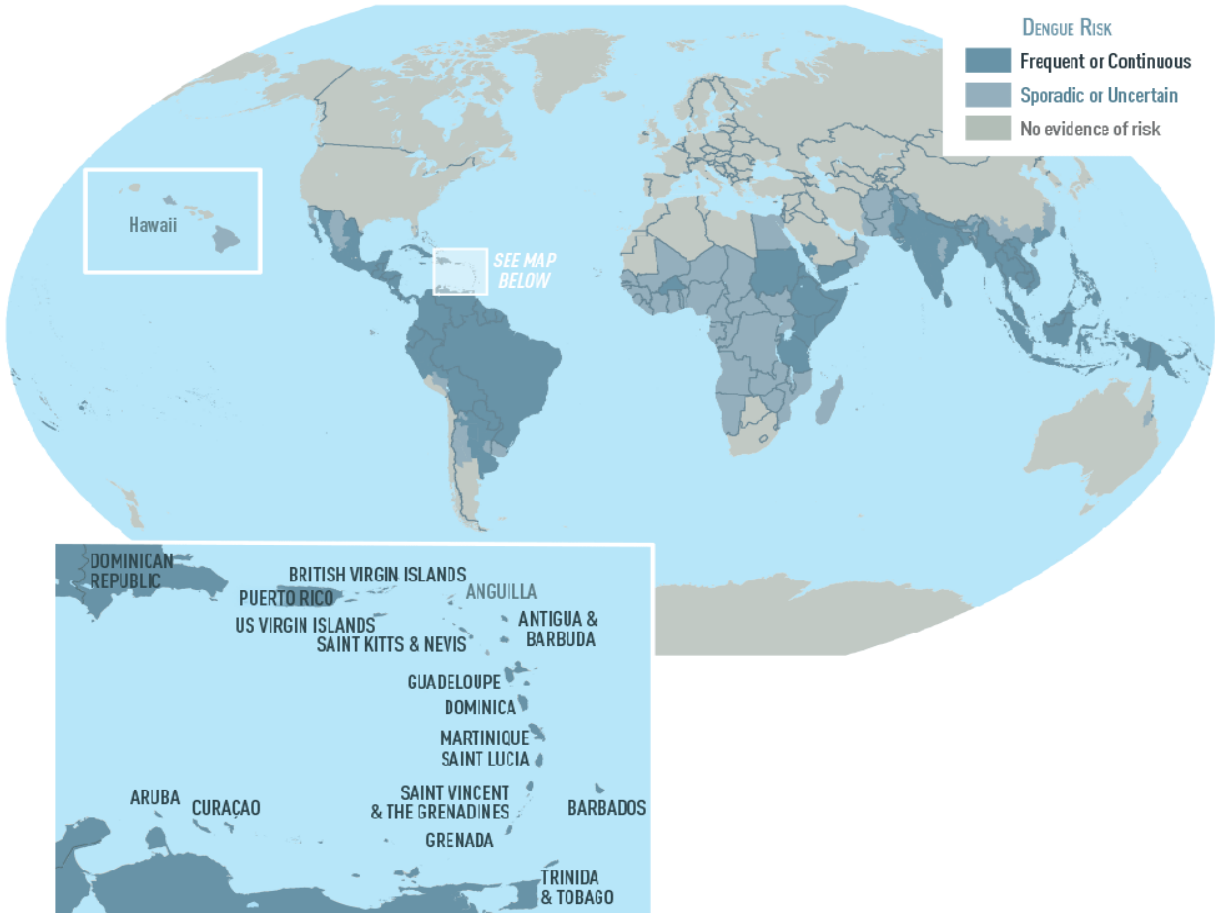 DENGUE RISK
Frequent or Continuous
Sporadic or Uncertain
No evidence of risk
Hawaii
SEE MAP
BELOW
DOMINICAN
REPUBLIC
BRITISH VIRGIN ISLANDS
PUERTO RICO
ANGUILLA
US VIRGIN ISLANDS
ANTIGUA &
BARBUDA
SAINT KITTS & NEVIS
GUADELOUPE
DOMINICA
MARTINIQUE
SAINT LUCIA
SAINT VINCENT
& THE GRENADINES
BARBADOS
ARUBA
CURAÇAO
GRENADA
TRINIDA
& TOBAGO